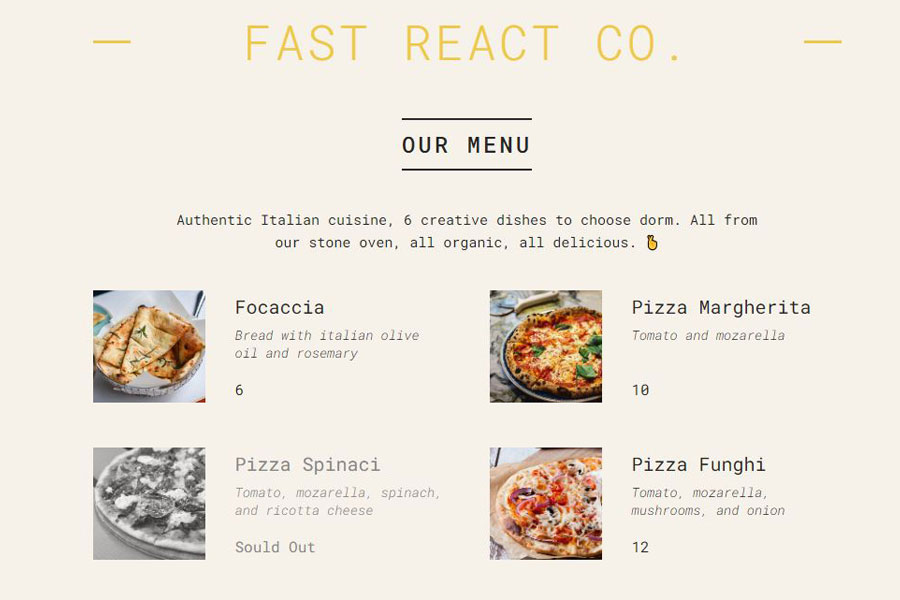 FAST REACT CO.
OUR MENU
Authentic Italian cuisine, 6 creative dishes to choose dorm. All from
our stone oven, all organic, all delicious.
Focaccia
Bread with italian olive
oil and rosemary
6
Pizza Margherita
Tomato and mozarella
10
Pizza Spinaci
Tomato, mozarella, spinach,
and ricotta cheese
Sould Out
Pizza Funghi
Tomato, mozarella,
mushrooms, and onion
12